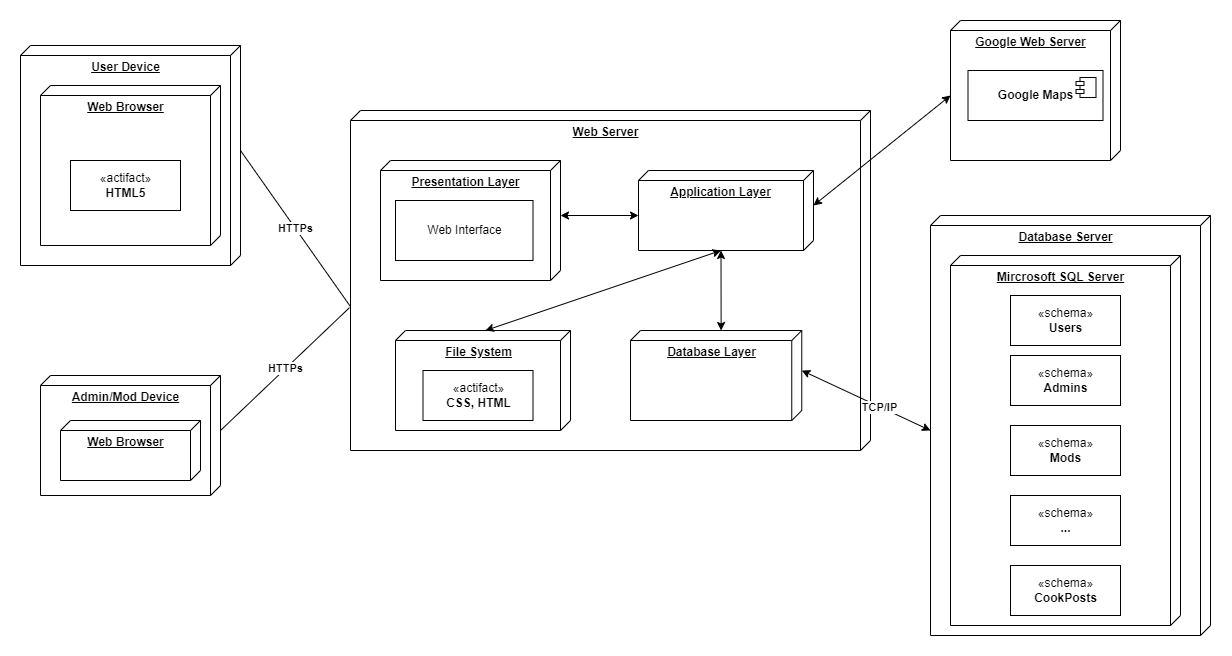 User Device
Web Browser
«actifact»
HTML5
HTTPs
Admin/Mod Device
Web Browser
HTTPs
Web Server
Presentation Layer
Web Interface
Application Layer
File System
«actifact»
CSS, HTML
Database Layer
TCP/IP
Google Web Server
Google Maps
Database Server
Mircrosoft SQL Server
«schema»
Users
«schema»
Admins
«schema»
Mods
«schema»
...
«schema»
CookPosts